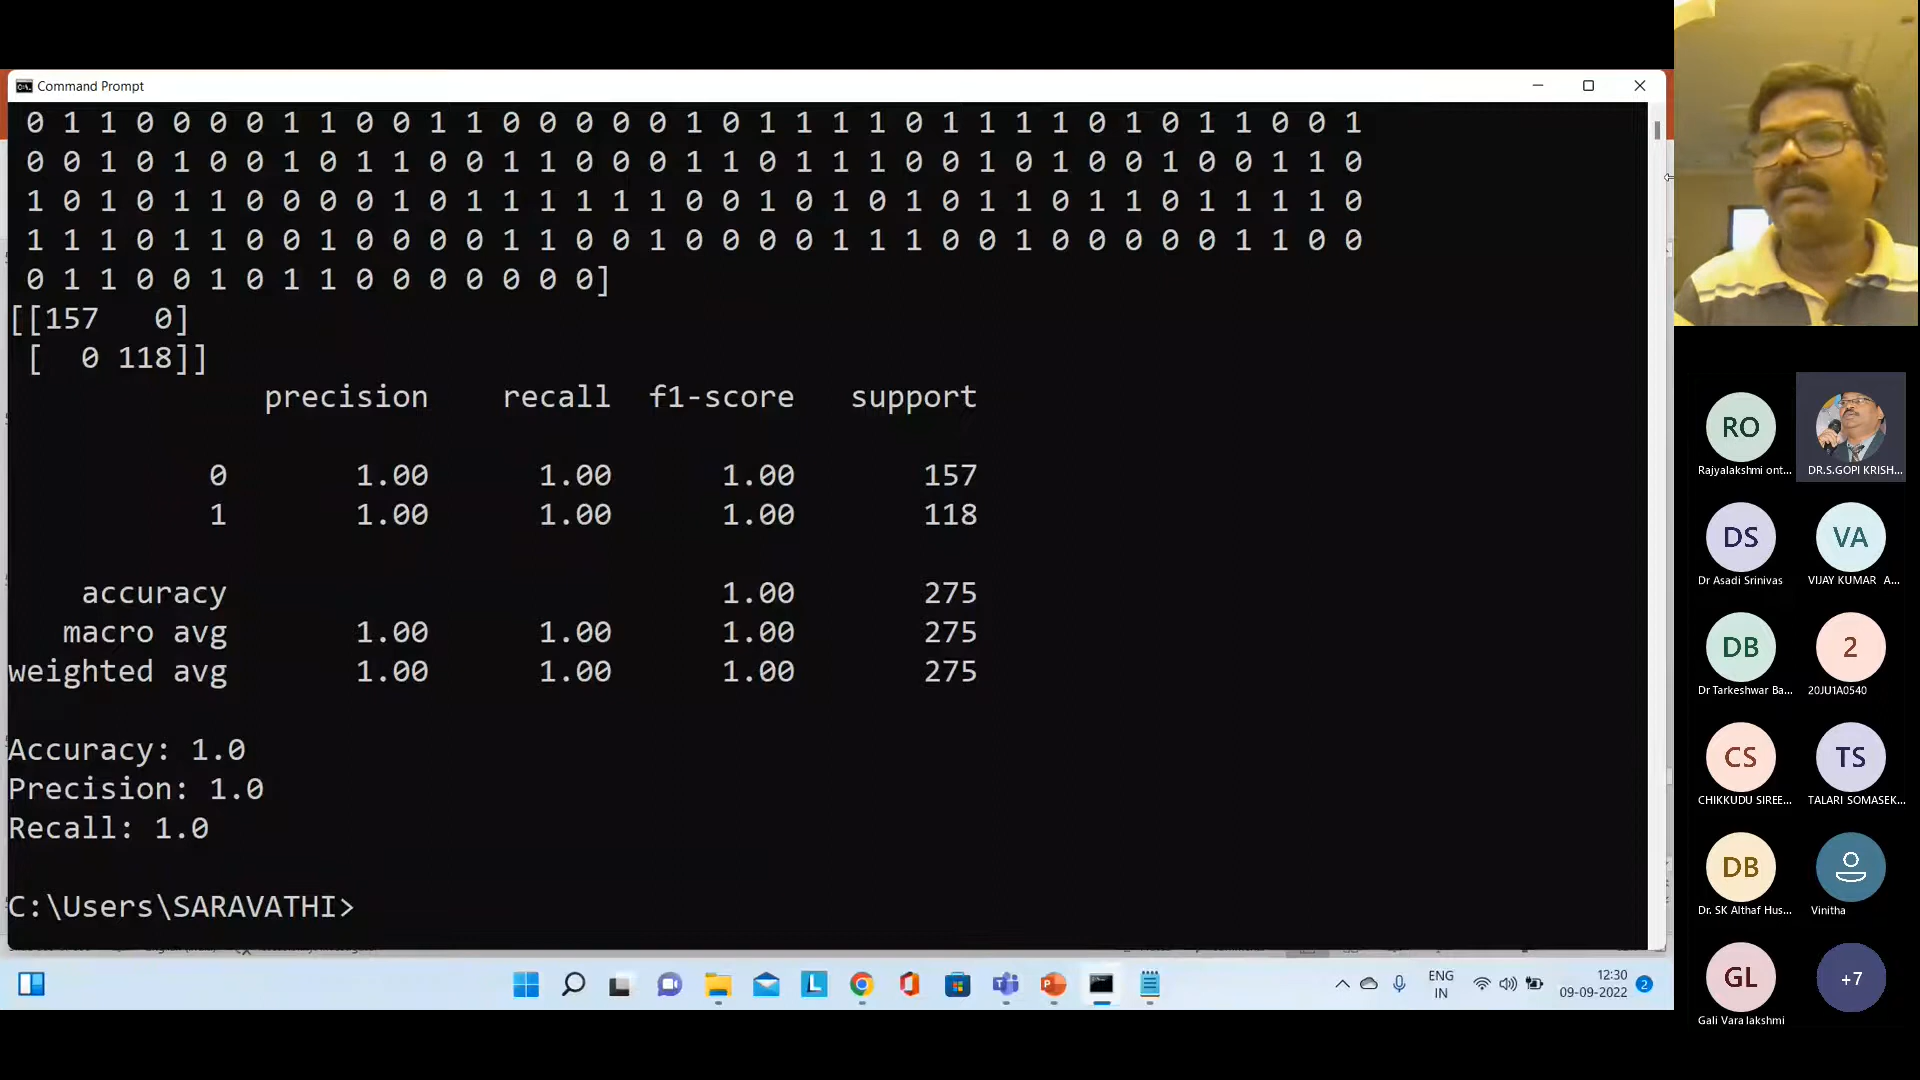 Command Prompt
0 1 1 0 0 0 0 1 1 0 0 1 1 0 0 0 0 0 1 0 1 1 1 1 0 1 1 1 1 0 1 0 1 1 0 0 1
0 0 1 0 1 0 0 1 0 1 1 0 0 1 1 0 0 0 1 1 0 1 1 1 0 0 1 0 1 0 0 1 0 0 1 1 0
1 0 1 0 1 1 0 0 0 0 1 0 1 1 1 1 1 1 0 0 1 0 1 0 1 0 1 1 0 1 1 0 1 1 1 1 0
1 1 1 0 1 1 0 0 1 0 0 0 0 1 1 0 0 1 0 0 0 0 1 1 1 0 0 1 0 0 0 0 0 1 1 0 0
0 1 1 0 0 1 0 1 1 0 0 0 0 0 0 0]
[[157 0]
[ 0 118]]
precision recall f1-score support
0 1.00 1.00 1.00 157
1 1.00 1.00 1.00 118
accuracy 1.00 275
macro avg 1.00 1.00 1.00 275
weighted avg 1.00 1.00 1.00 275
Accuracy: 1.0
Precision: 1.0
Recall: 1.0
C:\Users\SARAVATHI>
ENG
IN
12:30
09-09-2022
2
RO
Rajyalakshmi ont...
DR.S.GOPI KRISH...
DS
Dr Asadi Srinivas
VA
VIJAY KUMAR A...
DB
Dr Tarkeshwar Ba...
2
20JU1A0540
CS
CHIKKUDU SIREE...
TS
TALARI SOMASEK...
DB
Dr. SK Althaf Hus...
Vinitha
GL
Gali Vara lakshmi
+7